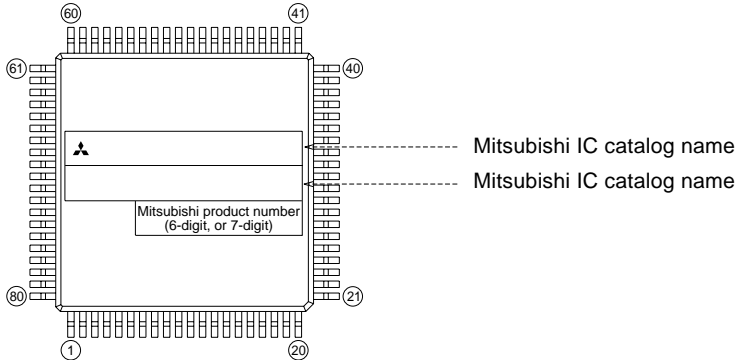 60 41
61 40
Mitsubishi IC catalog name
Mitsubishi IC catalog name
Mitsubishi product number
(6-digit, or 7-digit)
80 21
1 20